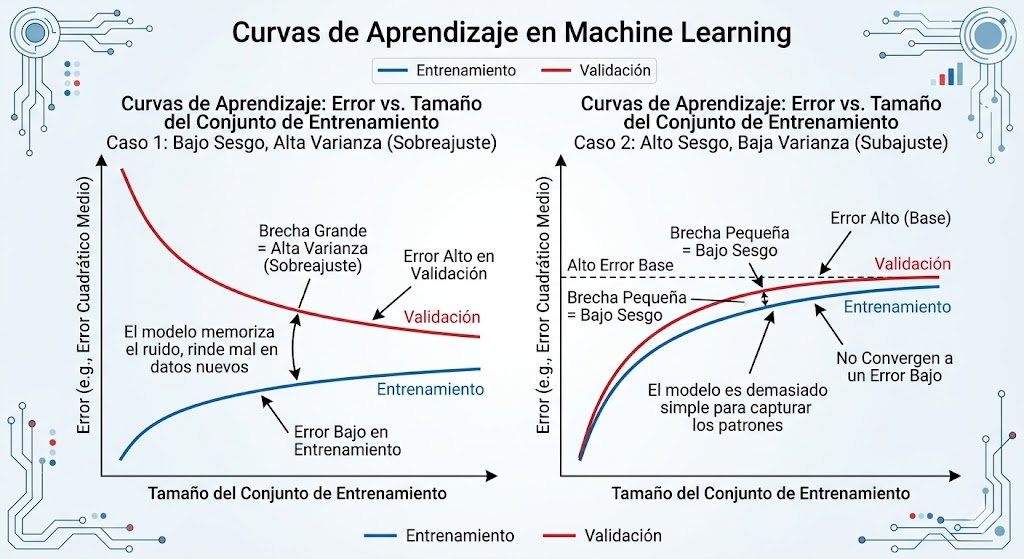 Curvas de Aprendizaje en Machine Learning
Entrenamiento
Validación
Curvas de Aprendizaje: Error vs. Tamaño
del Conjunto de Entrenamiento
Caso 1: Bajo Sesgo, Alta Varianza (Sobreajuste)
Error (e.g., Error Cuadrático Medio)
Brecha Grande
= Alta Varianza
(Sobreajuste)
Error Alto en
Validación
Validación
El modelo memoriza
el ruido, rinde mal en
datos nuevos
Entrenamiento
Error Bajo en
Entrenamiento
Tamaño del Conjunto de Entrenamiento
Curvas de Aprendizaje: Error vs. Tamaño
del Conjunto de Entrenamiento
Caso 2: Alto Sesgo, Baja Varianza (Subajuste)
Error (e.g., Error Cuadrático Medio)
Error Alto (Base)
Brecha Pequeña
= Bajo Sesgo
Alto Error Base
Validación
Brecha Pequeña
= Bajo Sesgo
Entrenamiento
No Convergen a
un Error Bajo
El modelo es demasiado
simple para capturar
los patrones
Tamaño del Conjunto de Entrenamiento
Entrenamiento
Validación